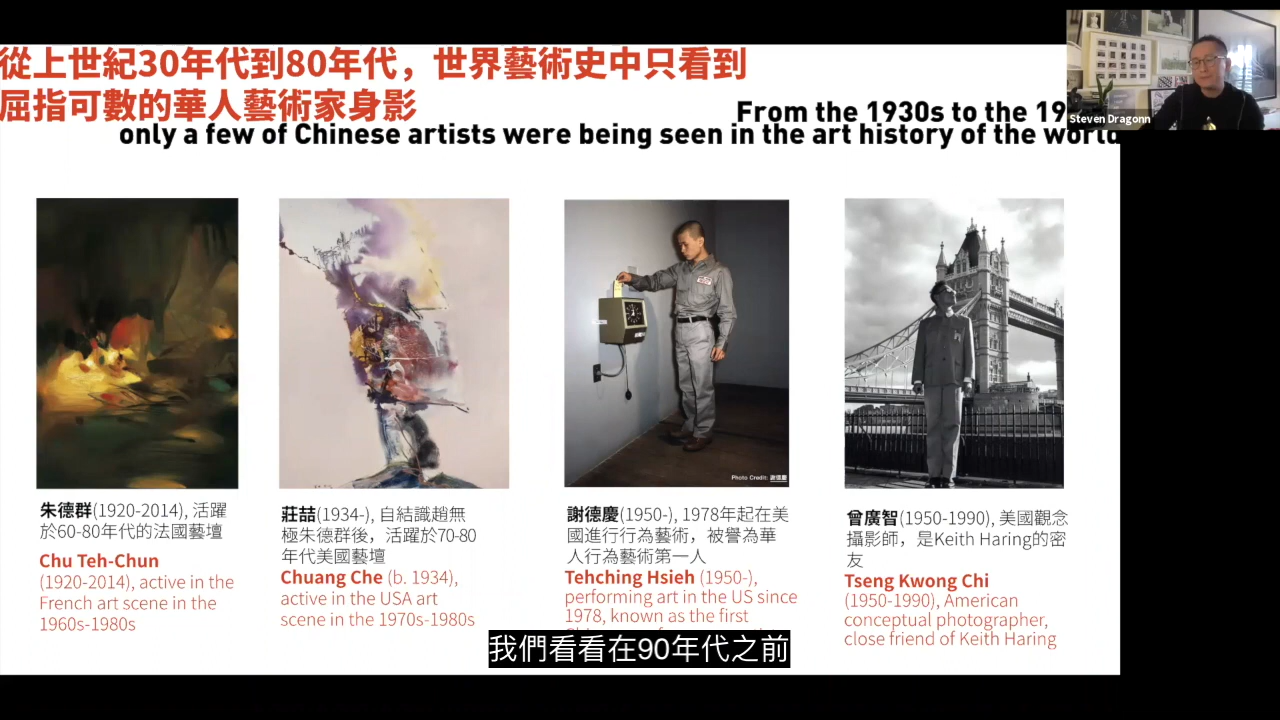 從上世紀30年代到80年代，世界藝術史中只看到
屈指可數的華人藝術家身影
From the 1930s to the 19
only a few of Chinese artists were being seen in the art history of the world
Steven Dragonn
Photo Credit: 謝德慶
朱德群(1920-2014), 活躍
於60-80年代的法國藝壇
Chu Teh-Chun
(1920-2014), active in the
French art scene in the
1960s-1980s
莊喆(1934-), 自結識趙無
極朱德群後，活躍於70-80
年代美國藝壇
Chuang Che (b. 1934),
active in the USA art
scene in the 1970s-1980s
謝德慶(1950-), 1978年起在美
國進行行為藝術，被譽為華
人行為藝術第一人
Tehching Hsieh (1950-),
performing art in the US since
1978, known as the first
曾廣智(1950-1990), 美國觀念
攝影師，是Keith Haring的密
友
Tseng Kwong Chi
(1950-1990), American
conceptual photographer,
close friend of Keith Haring
我們看看在90年代之前